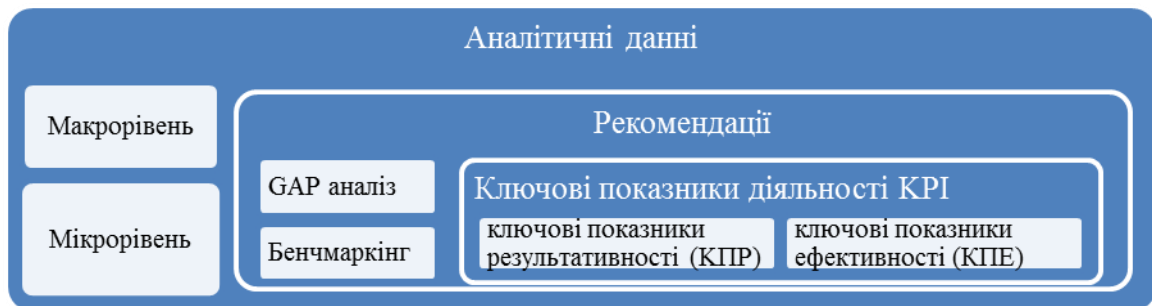 Аналітичні данні
Макрорівень
Мікрорівень
Рекомендації
GAP аналіз
Бенчмаркінг
Ключові показники діяльності KPI
ключові показники
результативності (КПР)
ключові показники
ефективності (КПЕ)